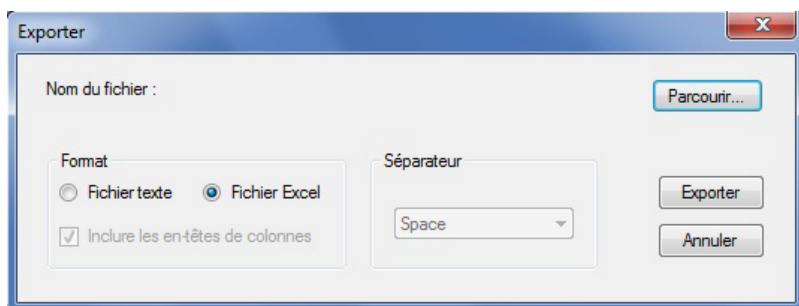 Exporter
Nom du fichier :
Parcourir...
Format
Séparateur
Fichier texte
Fichier Excel
Exporter
Inclure les en-têtes de colonnes
Space
Annuler